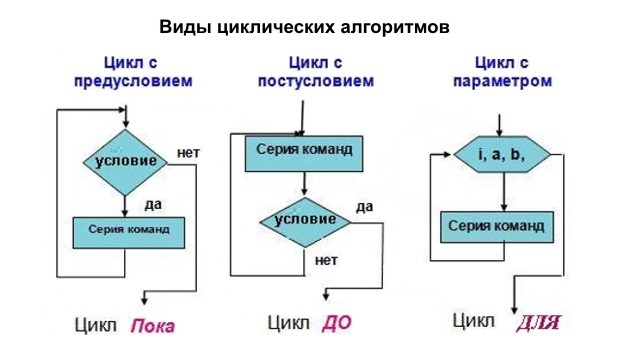 Виды циклических алгоритмов
Цикл с
предусловием
условие
нет
да
Серия команд
Цикл Пока
Цикл с
постусловием
Серия команд
условие
да
нет
Цикл ДО
Цикл с
параметром
i, a, b,
Серия команд
Цикл ДЛЯ